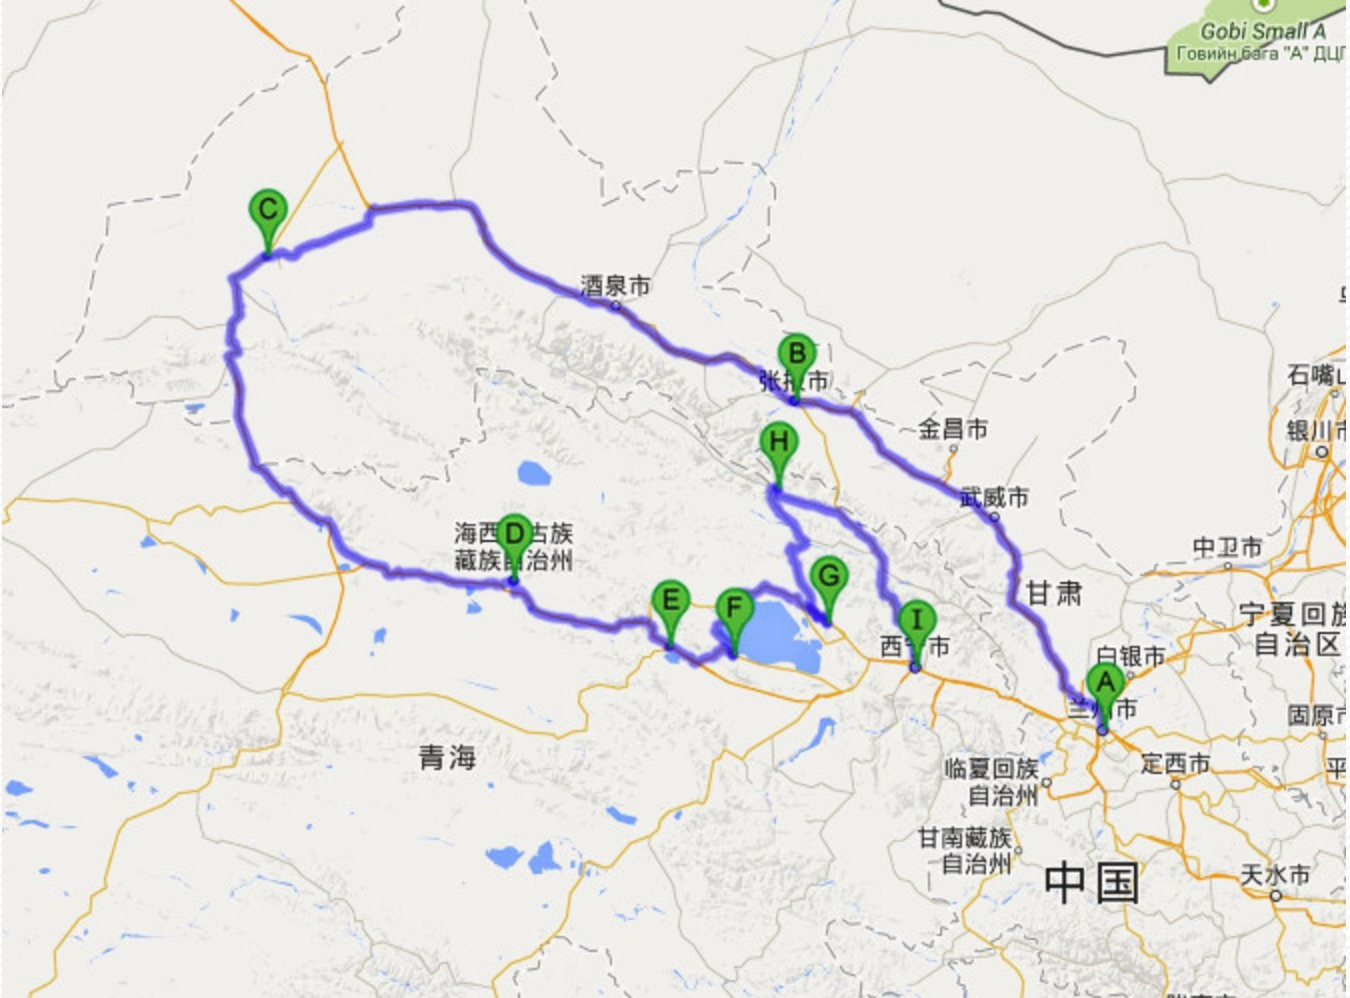 Gobi Small A
Говийн бага "А" ДЦГ
C
酒泉市
B
张掖市
石嘴山
H
金昌市
银川市
武威市
D
海西蒙古族
藏族自治州
中卫市
G
甘肃
E
F
I
宁夏回族
自治区
西宁市
白银市
A
兰州市
固原市
青海
临夏回族
自治州
定西市
平
甘南藏族
自治州
中国
天水市